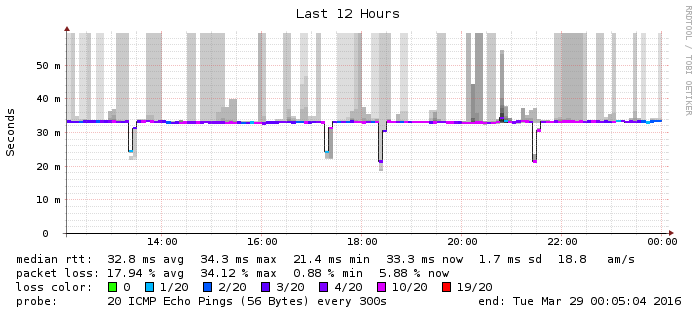 Last 12 Hours
RRDTOOL / TOBI OETIKER
Seconds
50 m
40 m
30 m
20 m
10 m
0
14:00 16:00 18:00 20:00 22:00 00:00
median rtt: 32.8 ms avg 34.3 ms max 21.4 ms min 33.3 ms now 1.7 ms sd 18.8 am/s
packet loss: 17.94 % avg 34.12 % max 0.88 % min 5.88 % now
loss color: 0 1/20 2/20 3/20 4/20 10/20 19/20
probe: 20 ICMP Echo Pings (56 Bytes) every 300s end: Tue Mar 29 00:05:04 2016